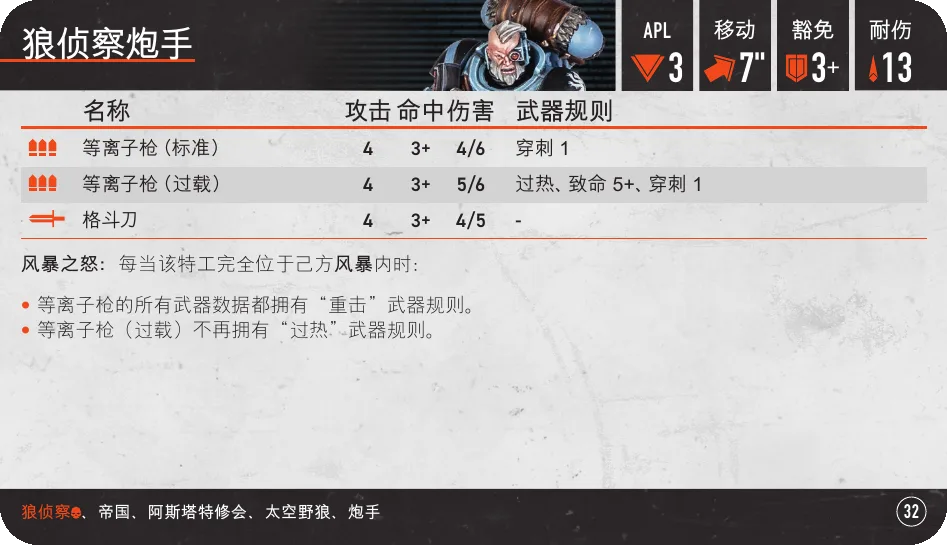 狼侦察炮手
APL 移动 豁免 耐伤
3 7" 3+ 13
名称 攻击 命中 伤害 武器规则
等离子枪（标准） 4 3+ 4/6 穿刺 1
等离子枪（过载） 4 3+ 5/6 过热、致命 5+、穿刺 1
格斗刀 4 3+ 4/5 -
风暴之怒：每当该特工完全位于己方风暴内时：
• 等离子枪的所有武器数据都拥有“重击”武器规则。
• 等离子枪（过载）不再拥有“过热”武器规则。
狼侦察、帝国、阿斯塔特修会、太空野狼、炮手 32